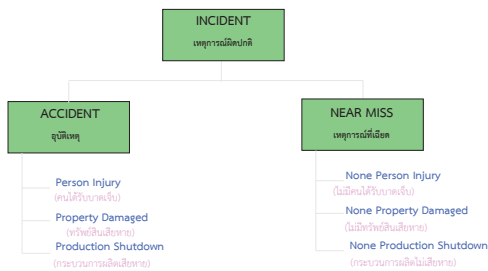 INCIDENT
เหตุการณ์ผิดปกติ
ACCIDENT
อุบัติเหตุ
Person Injury
(คนได้รับบาดเจ็บ)
Property Damaged
(ทรัพย์สินเสียหาย)
Production Shutdown
(กระบวนการผลิตเสียหาย)
NEAR MISS
เหตุการณ์ที่เฉียด
None Person Injury
(ไม่มีคนได้รับบาดเจ็บ)
None Property Damaged
(ไม่มีทรัพย์สินเสียหาย)
None Production Shutdown
(กระบวนการผลิตไม่เสียหาย)